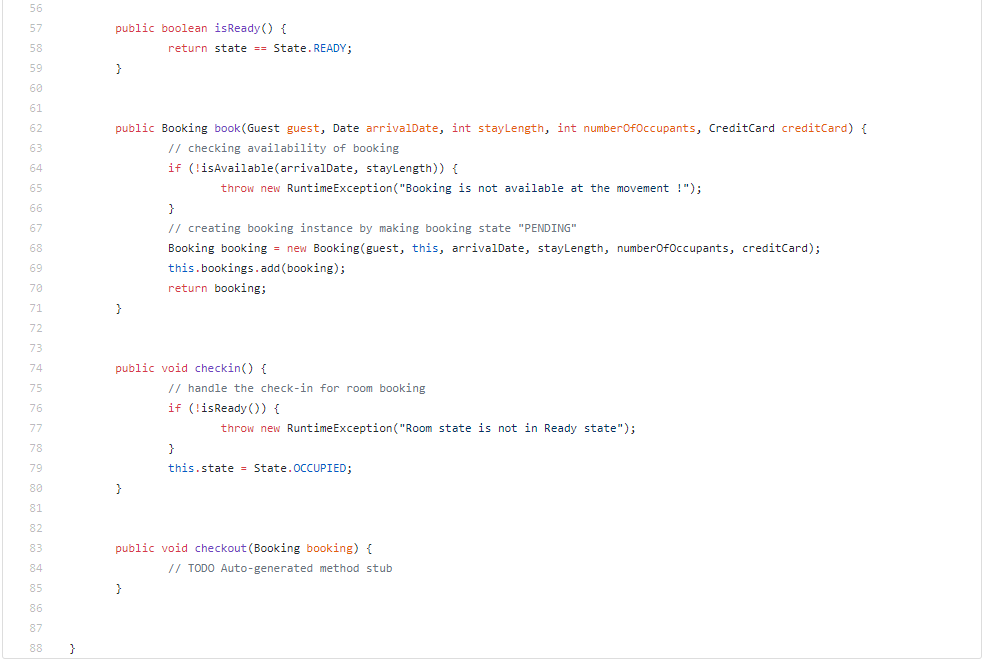 56
57 public boolean isReady() {
58 return state == State.READY;
59 }
60
61
62 public Booking book(Guest guest, Date arrivalDate, int stayLength, int numberOfOccupants, CreditCard creditCard) {
63 // checking availability of booking
64 if (!isAvailable(arrivalDate, stayLength)) {
65 throw new RuntimeException("Booking is not available at the movement !");
66 }
67 // creating booking instance by making booking state "PENDING"
68 Booking booking = new Booking(guest, this, arrivalDate, stayLength, numberOfOccupants, creditCard);
69 this.bookings.add(booking);
70 return booking;
71 }
72
73
74 public void checkin() {
75 // handle the check-in for room booking
76 if (!isReady()) {
77 throw new RuntimeException("Room state is not in Ready state");
78 }
79 this.state = State.OCCUPIED;
80 }
81
82
83 public void checkout(Booking booking) {
84 // TODO Auto-generated method stub
85 }
86
87
88 }